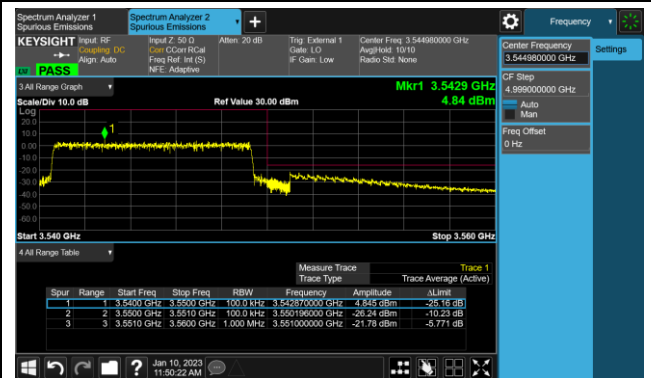 Spectrum Analyzer 1
Spurious Emissions
Spectrum Analyzer 2
Spurious Emissions
Frequency
KEYSIGHT
Input: RF
Coupling: DC
Align: Auto
Input Z: 50 Ω
Corr CCorr RCal
Freq Ref: Int (S)
NFE: Adaptive
Atten: 20 dB
Trig: External 1
Gate: LO
IF Gain: Low
Center Freq: 3.544980000 GHz
Avg|Hold: 10/10
Radio Std: None
LXI
PASS
Center Frequency
3.544980000 GHz
Settings
CF Step
4.999000000 GHz
Auto
Man
Freq Offset
0 Hz
3 All Range Graph
Mkr1 3.5429 GHz
Scale/Div 10.0 dB
Ref Value 30.00 dBm
4.84 dBm
Log
20.0
10.0
0.00
-10.0
-20.0
-30.0
-40.0
-50.0
-60.0
1
Start 3.540 GHz
Stop 3.560 GHz
4 All Range Table
Measure Trace Trace 1
Trace Type Trace Average (Active)
Spur Range Start Freq Stop Freq RBW Frequency Amplitude ΔLimit
1 1 3.5400 GHz 3.5500 GHz 100.0 kHz 3.542870000 GHz 4.845 dBm -25.16 dB
2 2 3.5500 GHz 3.5510 GHz 100.0 kHz 3.550196000 GHz -26.24 dBm -10.23 dB
3 3 3.5510 GHz 3.5600 GHz 1.000 MHz 3.551000000 GHz -21.78 dBm -5.771 dB
Jan 10, 2023
11:50:22 AM